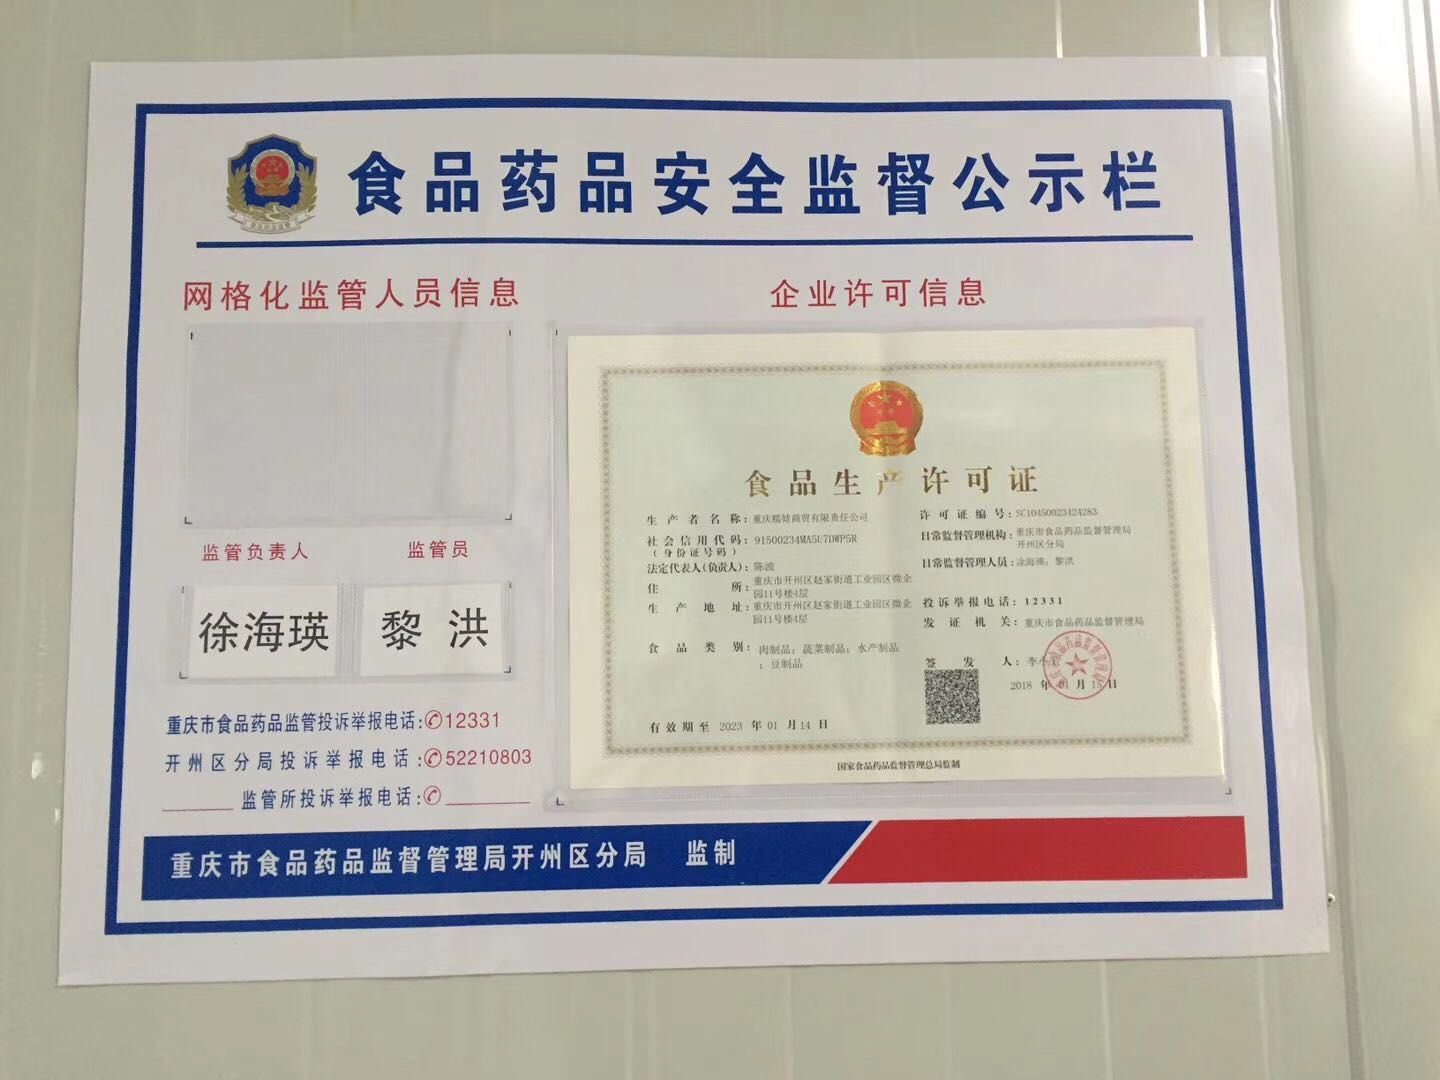 食品药品安全监督公示栏
网格化监管人员信息
监管负责人 监管员
徐海瑛 黎洪
重庆市食品药品监管投诉举报电话:✆12331
开州区分局投诉举报电话:✆52210803
______监管所投诉举报电话:✆______
企业许可信息
食品生产许可证
生产者名称:重庆糯娃商贸有限责任公司
社会信用代码:91500234MA5U7DWP5R
(身份证号码)
法定代表人(负责人):陈波
住所:重庆市开州区赵家街道工业园区微企
园11号楼4层
生产地址:重庆市开州区赵家街道工业园区微企
园11号楼4层
食品类别:肉制品;蔬菜制品;水产制品
;豆制品
有效期至 2023 年 01 月 14 日
许可证编号:SC10450023424283
日常监督管理机构:重庆市食品药品监督管理局
开州区分局
日常监督管理人员:涂海瑛;黎洪
投诉举报电话:12331
发证机关:重庆市食品药品监督管理局
签发人:李
2018 年 01 月 15 日
国家食品药品监督管理总局监制
重庆市食品药品监督管理局开州区分局 监制